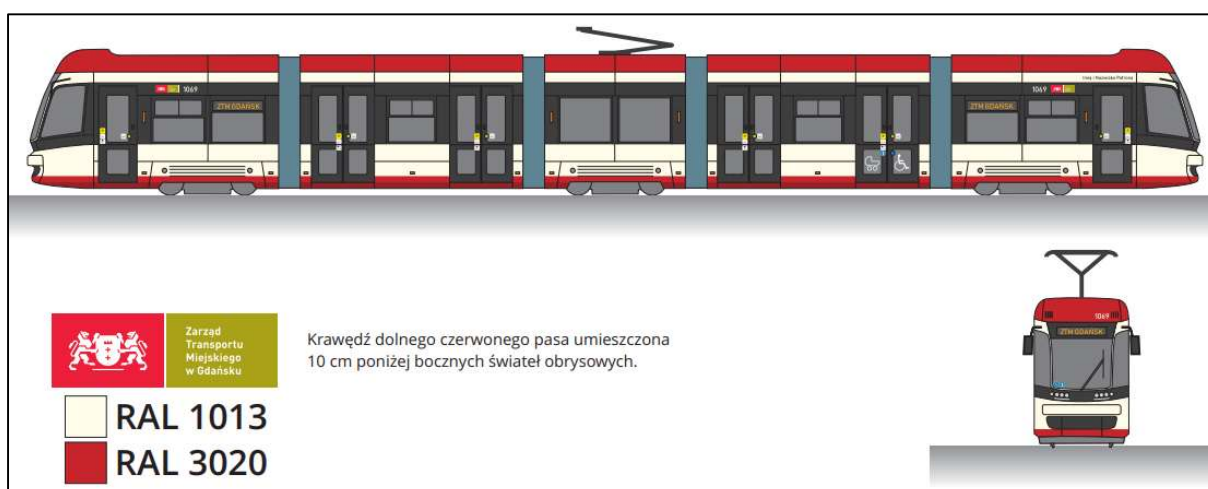 1069
ZTM GDAŃSK
1069
ZTM GDAŃSK
1069
ZTM GDAŃSK
Zarząd
Transportu
Miejskiego
w Gdańsku
Krawędź dolnego czerwonego pasa umieszczona
10 cm poniżej bocznych świateł obrysowych.
RAL 1013
RAL 3020